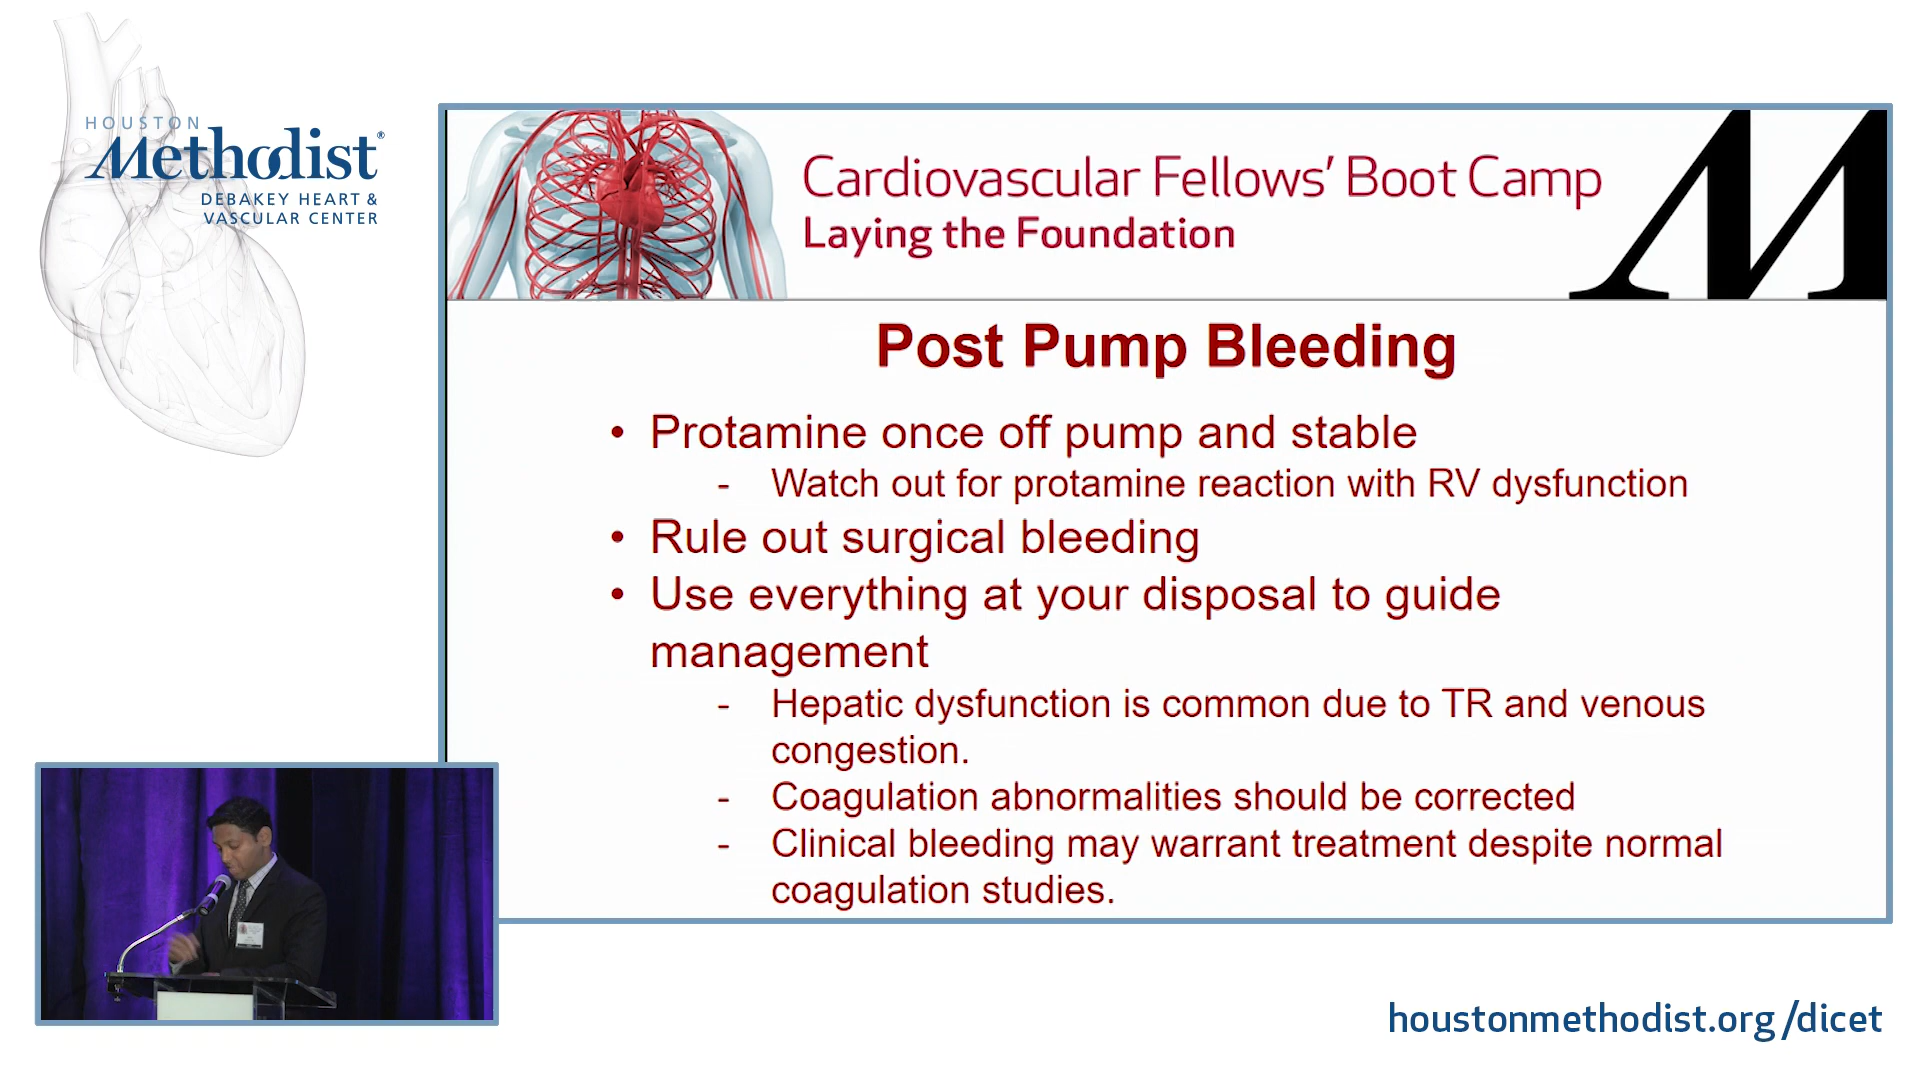 HOUSTON
Methodist®
DEBAKEY HEART &
VASCULAR CENTER
Cardiovascular Fellows' Boot Camp
Laying the Foundation
M
Post Pump Bleeding
• Protamine once off pump and stable
- Watch out for protamine reaction with RV dysfunction
• Rule out surgical bleeding
• Use everything at your disposal to guide
management
- Hepatic dysfunction is common due to TR and venous
congestion.
- Coagulation abnormalities should be corrected
- Clinical bleeding may warrant treatment despite normal
coagulation studies.
houstonmethodist.org/dicet